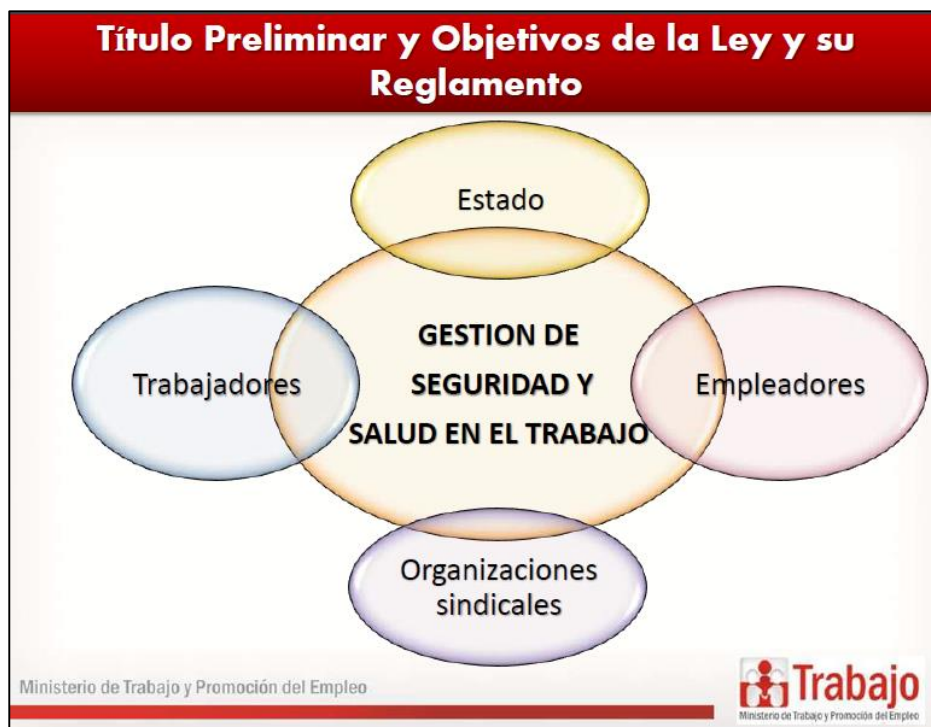 Título Preliminar y Objetivos de la Ley y su
Reglamento
Estado
GESTION DE
SEGURIDAD Y
SALUD EN EL TRABAJO
Trabajadores
Empleadores
Organizaciones
sindicales
Ministerio de Trabajo y Promoción del Empleo
Trabajo
Ministerio de Trabajo y Promoción del Empleo